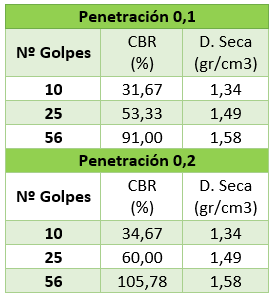 Penetración 0,1
Nº Golpes CBR (%) D. Seca (gr/cm3)
10 31,67 1,34
25 53,33 1,49
56 91,00 1,58
Penetración 0,2
Nº Golpes CBR (%) D. Seca (gr/cm3)
10 34,67 1,34
25 60,00 1,49
56 105,78 1,58